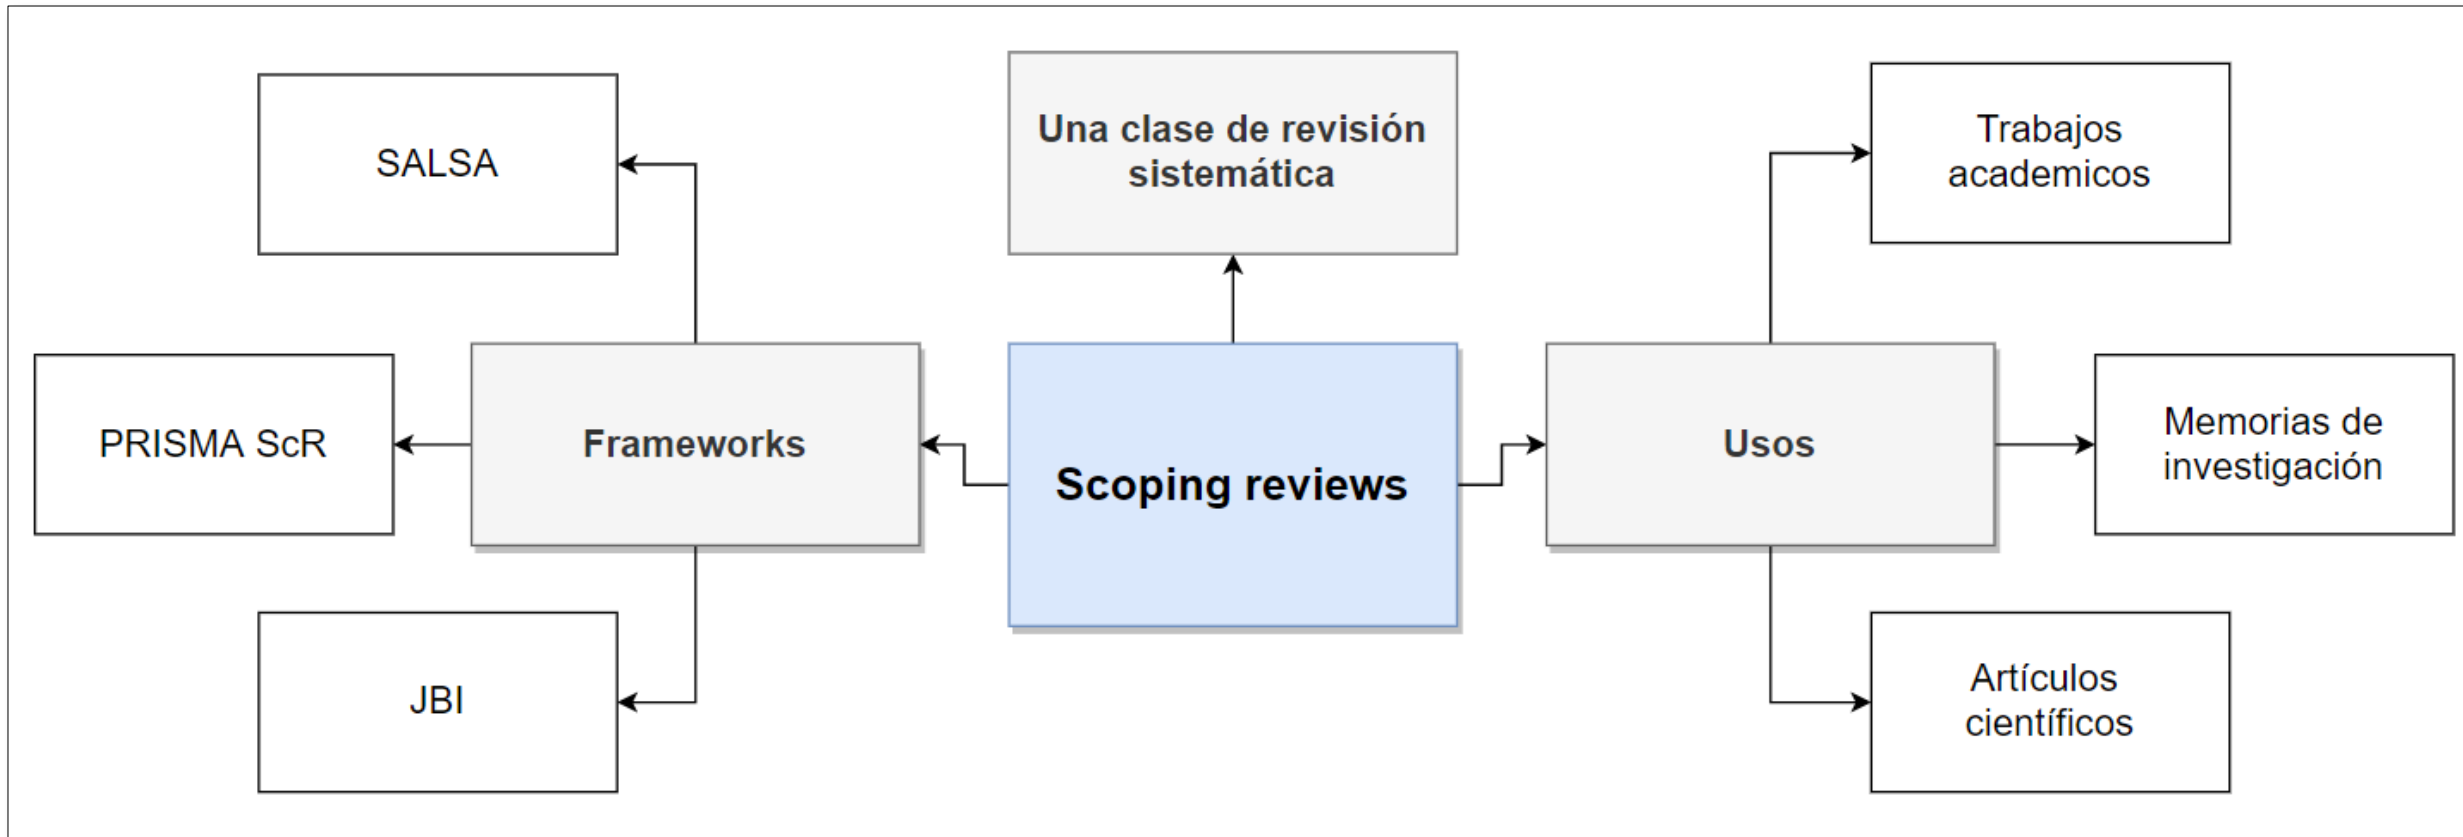 SALSA
PRISMA ScR
JBI
Frameworks
Una clase de revisión
sistemática
Scoping reviews
Usos
Trabajos
academicos
Memorias de
investigación
Artículos
científicos